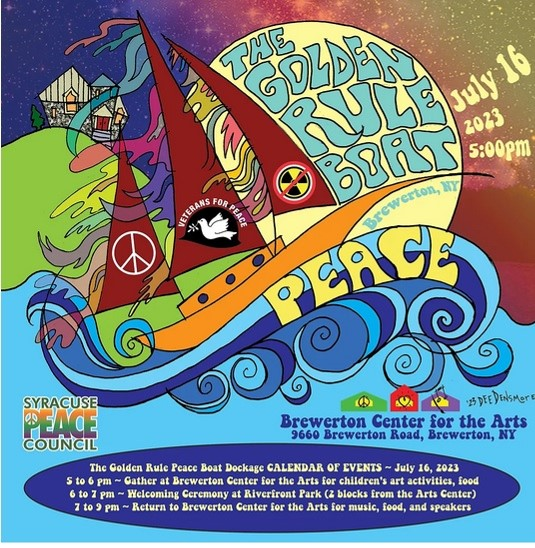 THE
GOLDEN
RULE
BOAT
July 16
2023
5:00pm
Brewerton, NY
VETERANS FOR PEACE
PEACE
'23 DEE DENSMORE
SYRACUSE
PEACE
COUNCIL
Brewerton Center for the Arts
9660 Brewerton Road, Brewerton, NY
The Golden Rule Peace Boat Dockage CALENDAR OF EVENTS ~ July 16, 2023
5 to 6 pm ~ Gather at Brewerton Center for the Arts for children's art activities, food
6 to 7 pm ~ Welcoming Ceremony at Riverfront Park (2 blocks from the Arts Center)
7 to 9 pm ~ Return to Brewerton Center for the Arts for music, food, and speakers